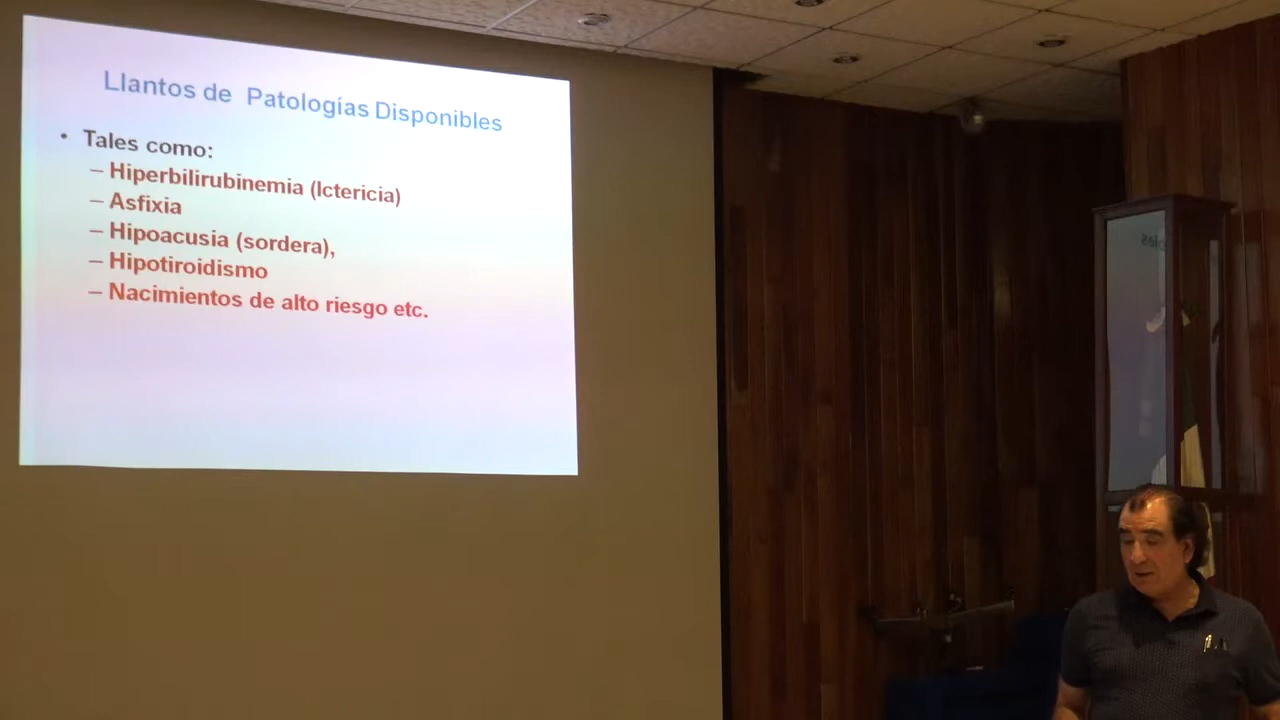 Llantos de Patologías Disponibles
• Tales como:
– Hiperbilirubinemia (Ictericia)
– Asfixia
– Hipoacusia (sordera),
– Hipotiroidismo
– Nacimientos de alto riesgo etc.